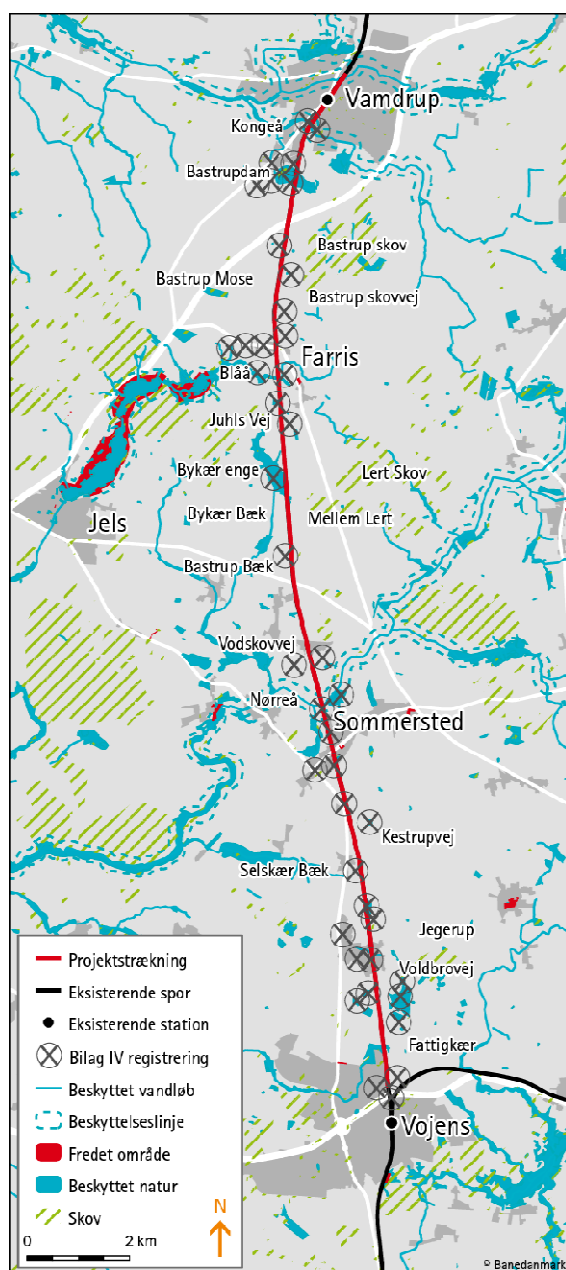 Vamdrup
Kongeå
Bastrupdam
Bastrup skov
Bastrup Mose
Bastrup skovvej
Farris
Blåå
Juhls Vej
Bykær enge
Lert Skov
Jels
Bykær Bæk
Mellem Lert
Bastrup Bæk
Vodskovvej
Nørreå
Sommersted
Kestrupvej
Selskær Bæk
Jegerup
Voldbrovej
Fattigkær
Vojens
Projektstrækning
Eksisterende spor
Eksisterende station
Bilag IV registrering
Beskyttet vandløb
Beskyttelseslinje
Fredet område
Beskyttet natur
Skov
N
0 2 km
© Banedanmark